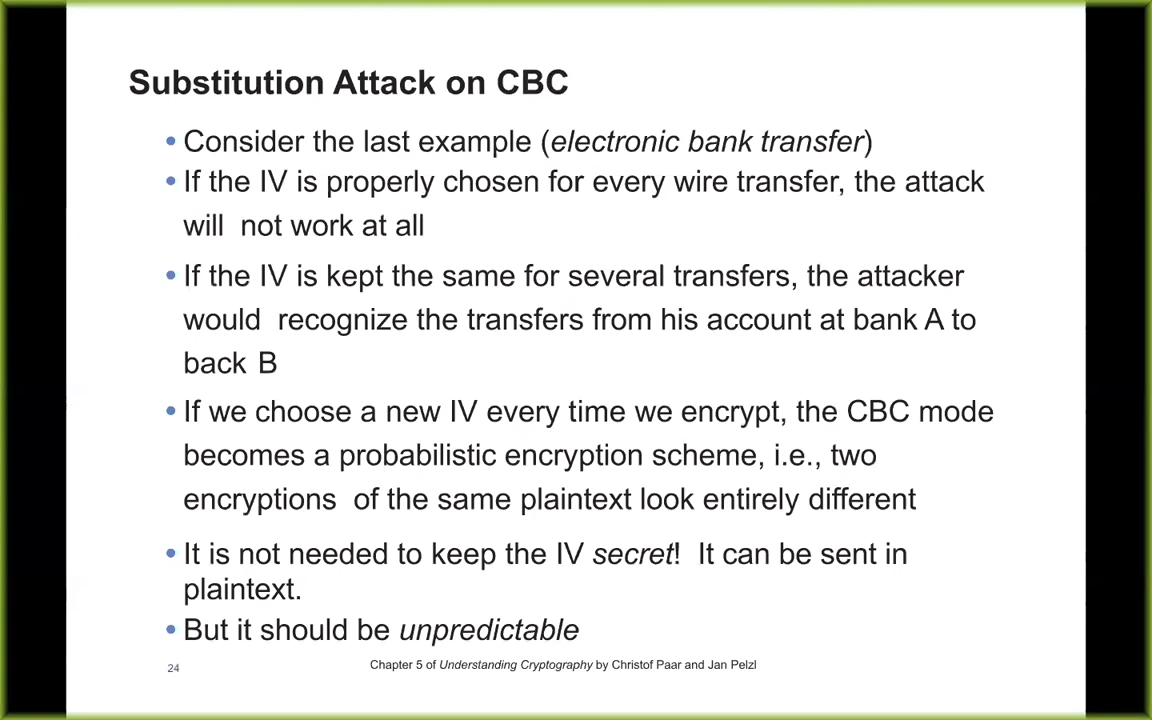 Substitution Attack on CBC
• Consider the last example (electronic bank transfer)
• If the IV is properly chosen for every wire transfer, the attack
will not work at all
• If the IV is kept the same for several transfers, the attacker
would recognize the transfers from his account at bank A to
back B
• If we choose a new IV every time we encrypt, the CBC mode
becomes a probabilistic encryption scheme, i.e., two
encryptions of the same plaintext look entirely different
• It is not needed to keep the IV secret! It can be sent in
plaintext.
• But it should be unpredictable
24 Chapter 5 of Understanding Cryptography by Christof Paar and Jan Pelzl